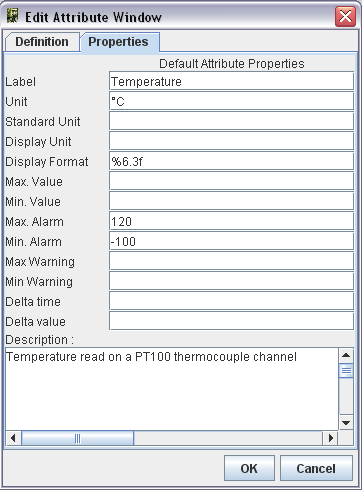 Edit Attribute Window
Definition Properties
Default Attribute Properties
Label Temperature
Unit °C
Standard Unit
Display Unit
Display Format %6.3f
Max. Value
Min. Value
Max. Alarm 120
Min. Alarm -100
Max Warning
Min Warning
Delta time
Delta value
Description :
Temperature read on a PT100 thermocouple channel
OK Cancel